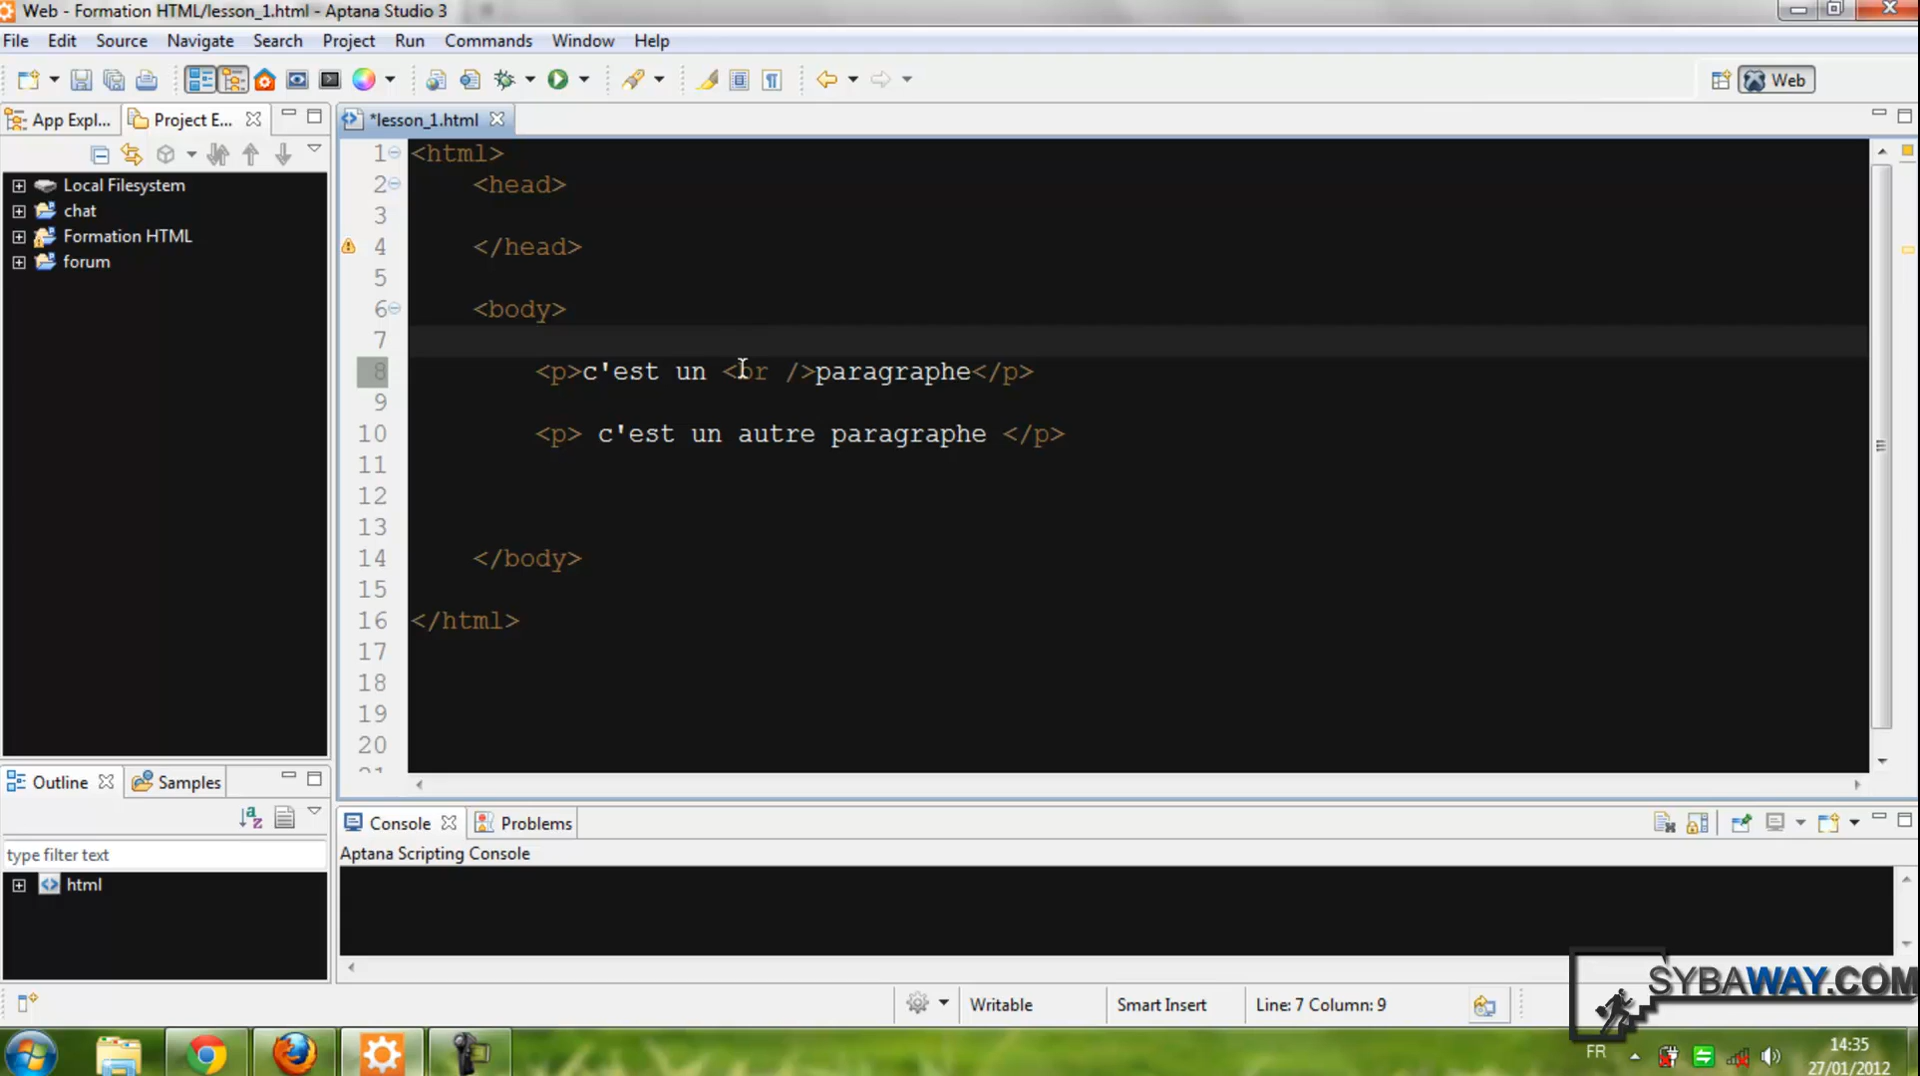 Web - Formation HTML/lesson_1.html - Aptana Studio 3
File Edit Source Navigate Search Project Run Commands Window Help
Web
App Expl...
Project E...
*lesson_1.html
Local Filesystem
chat
Formation HTML
forum
1 <html>
2 <head>
3
4 </head>
5
6 <body>
7
8 <p>c'est un <br />paragraphe</p>
9
10 <p> c'est un autre paragraphe </p>
11
12
13
14 </body>
15
16 </html>
17
18
19
20
21
Outline
Samples
type filter text
html
Console
Problems
Aptana Scripting Console
Writable
Smart Insert
Line: 7 Column: 9
SYBAWAY.COM
FR
14:35
27/01/2012